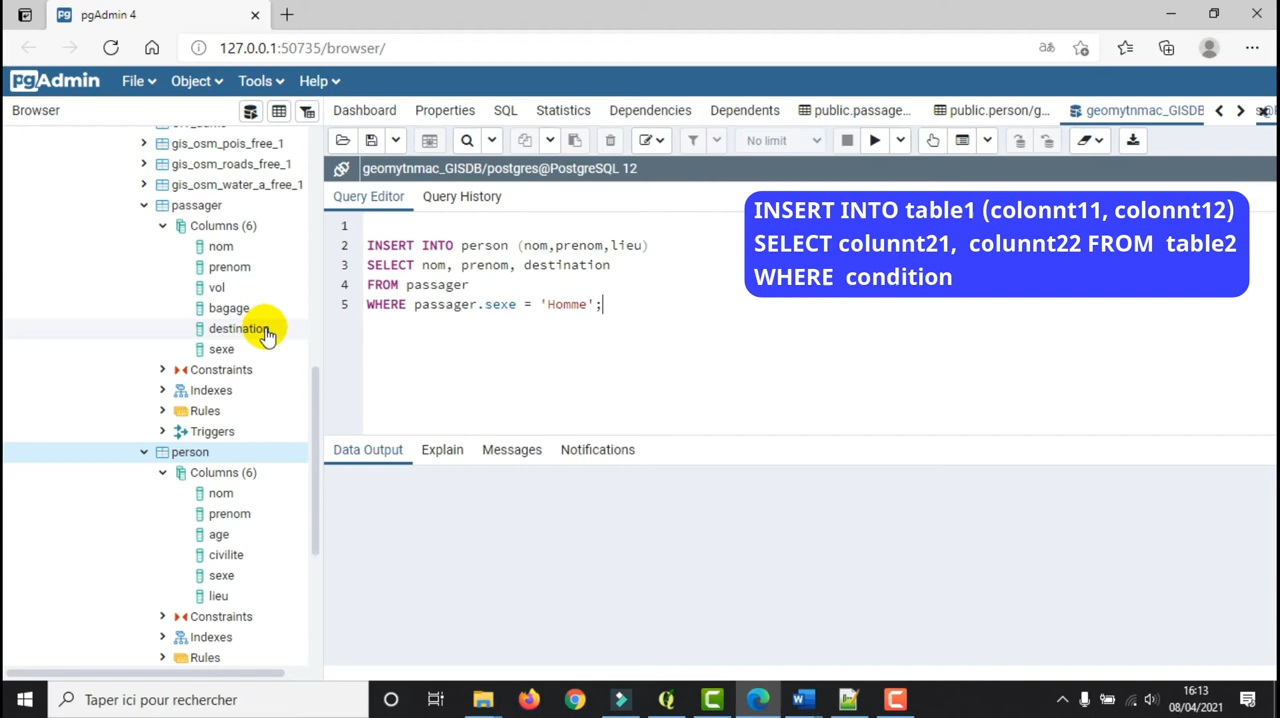 pgAdmin 4
127.0.0.1:50735/browser/
pgAdmin File Object Tools Help
Browser
Dashboard Properties SQL Statistics Dependencies Dependents public.passage... public.person/g... geomytnmac_GISDB
gis_osm_pois_free_1
gis_osm_roads_free_1
gis_osm_water_a_free_1
passager
Columns (6)
nom
prenom
vol
bagage
destination
sexe
Constraints
Indexes
Rules
Triggers
person
Columns (6)
nom
prenom
age
civilite
sexe
lieu
Constraints
Indexes
Rules
No limit
geomytnmac_GISDB/postgres@PostgreSQL 12
Query Editor Query History
1
2 INSERT INTO person (nom,prenom,lieu)
3 SELECT nom, prenom, destination
4 FROM passager
5 WHERE passager.sexe = 'Homme';
INSERT INTO table1 (colonnt11, colonnt12)
SELECT colunnt21, colunnt22 FROM table2
WHERE condition
Data Output Explain Messages Notifications
Taper ici pour rechercher
16:13
08/04/2021